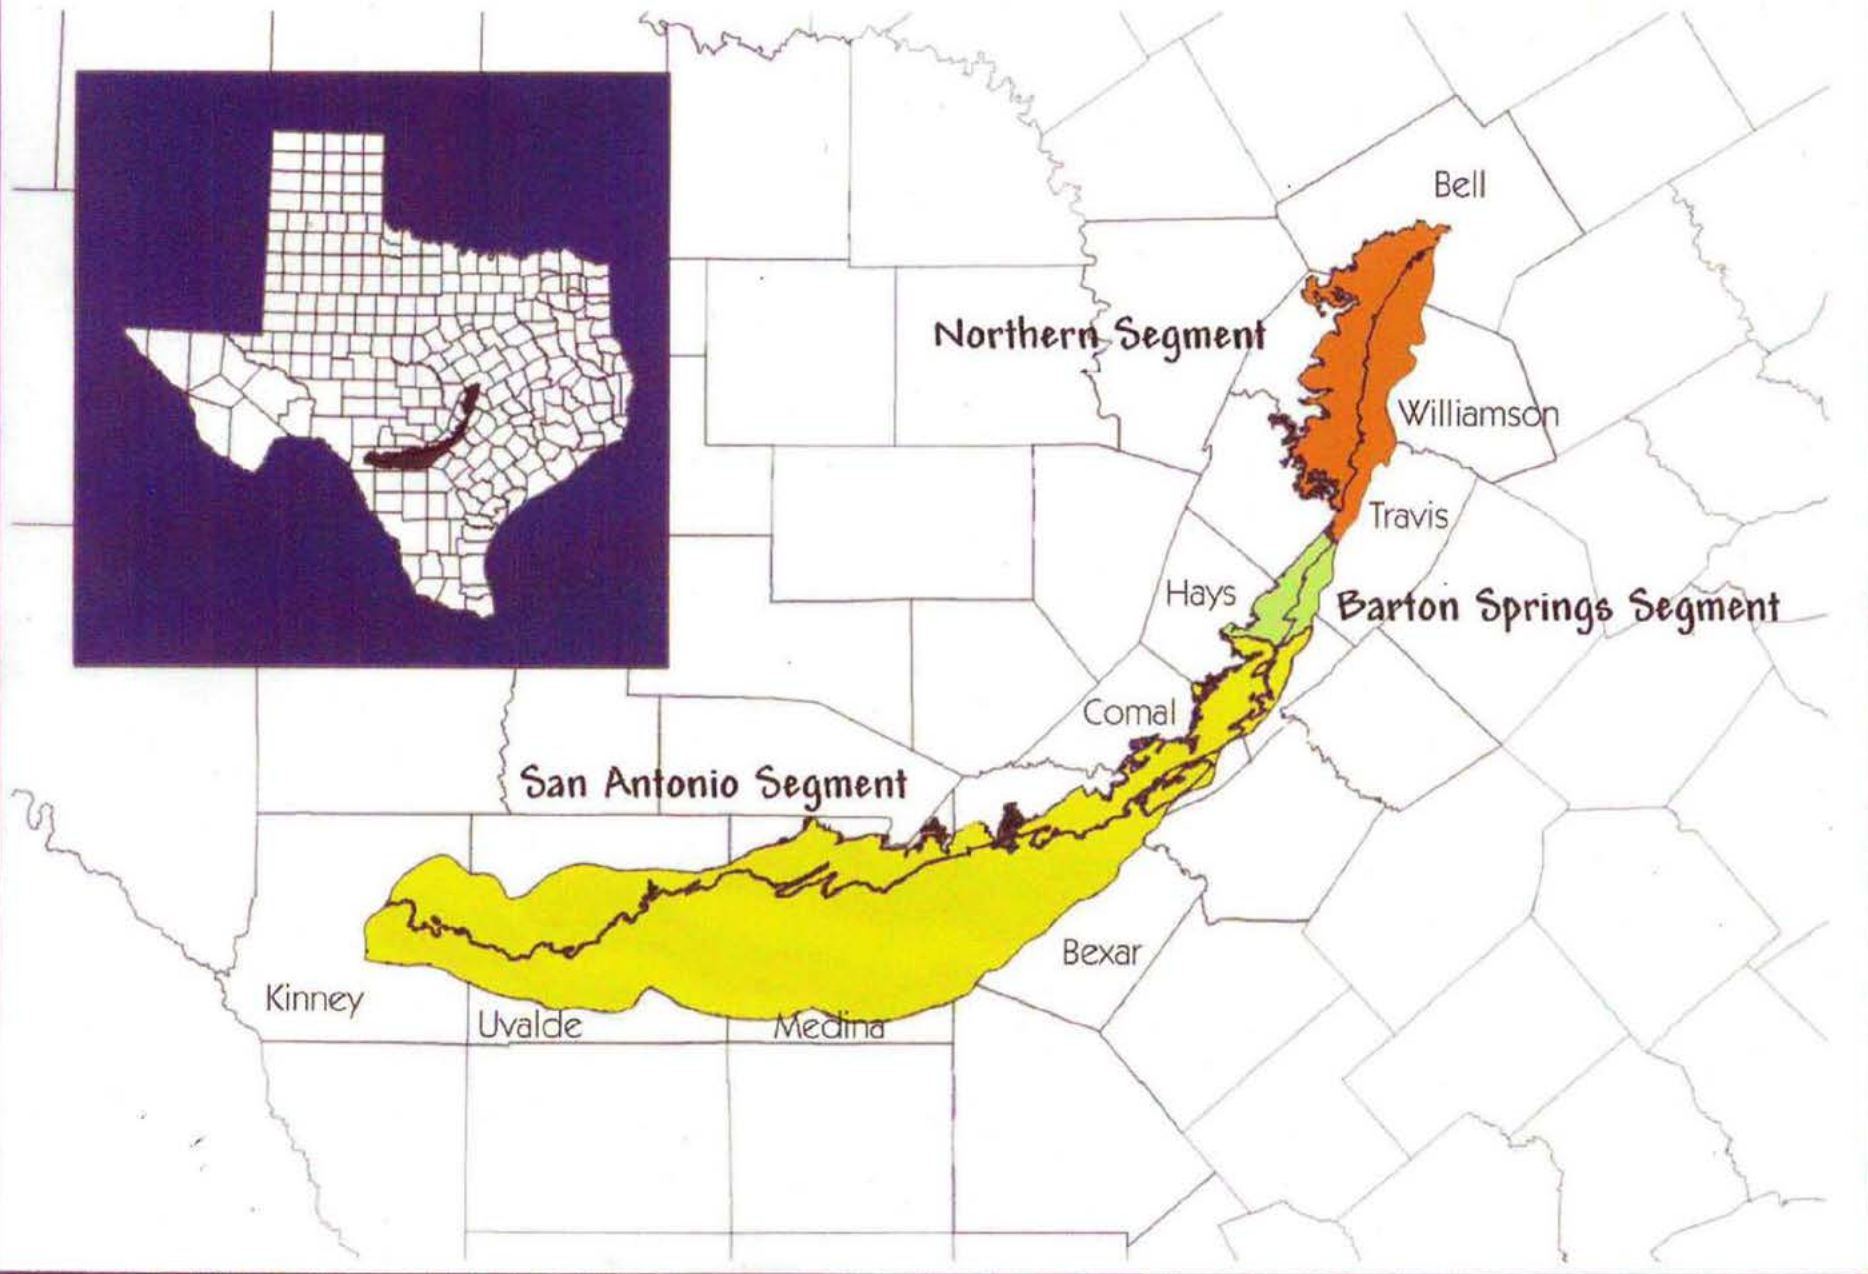 Bell
Northern Segment
Williamson
Travis
Hays
Barton Springs Segment
Comal
San Antonio Segment
Bexar
Kinney
Uvalde
Medina